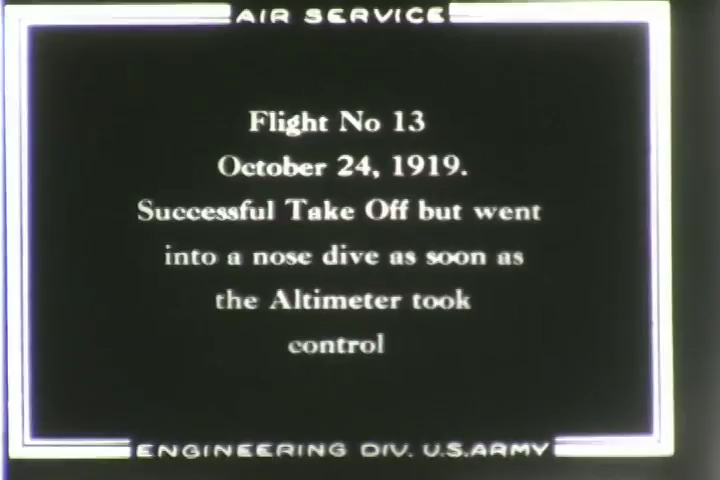 AIR SERVICE
Flight No 13
October 24, 1919.
Successful Take Off but went
into a nose dive as soon as
the Altimeter took
control
ENGINEERING DIV. U.S.ARMY